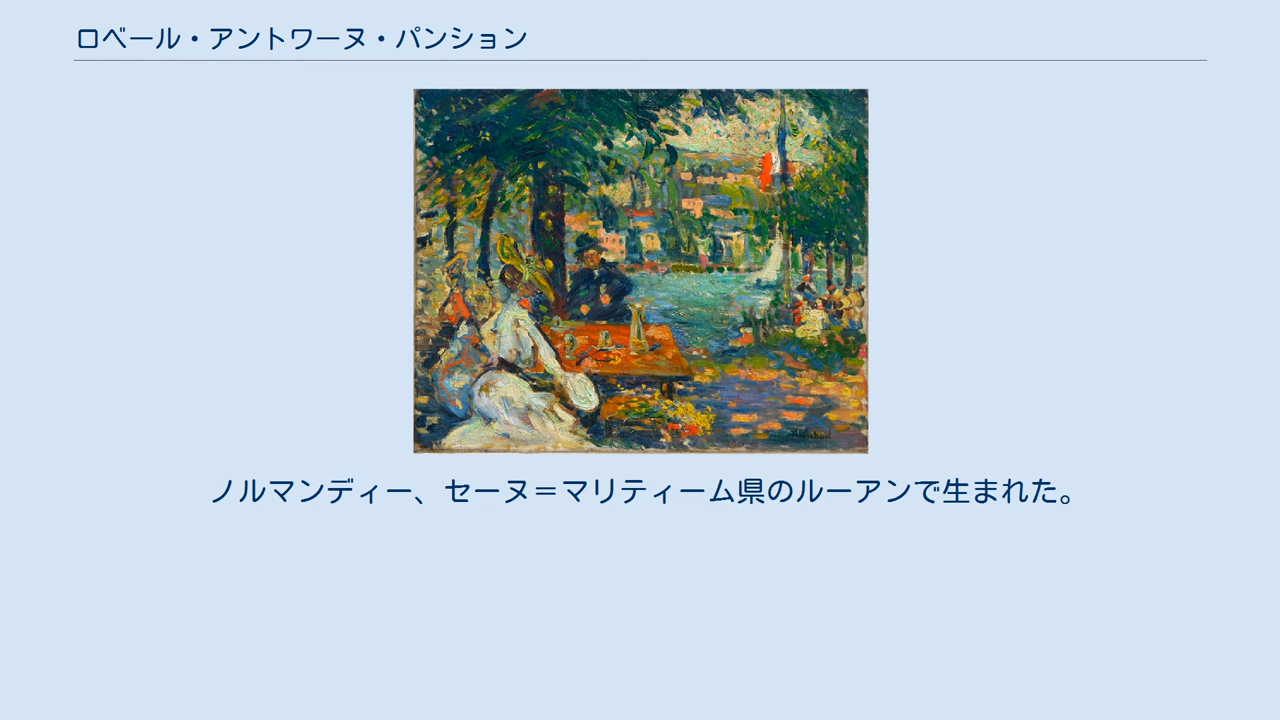 ロベール・アントワーヌ・パンション
ノルマンディー、セーヌ＝マリティーム県のルーアンで生まれた。